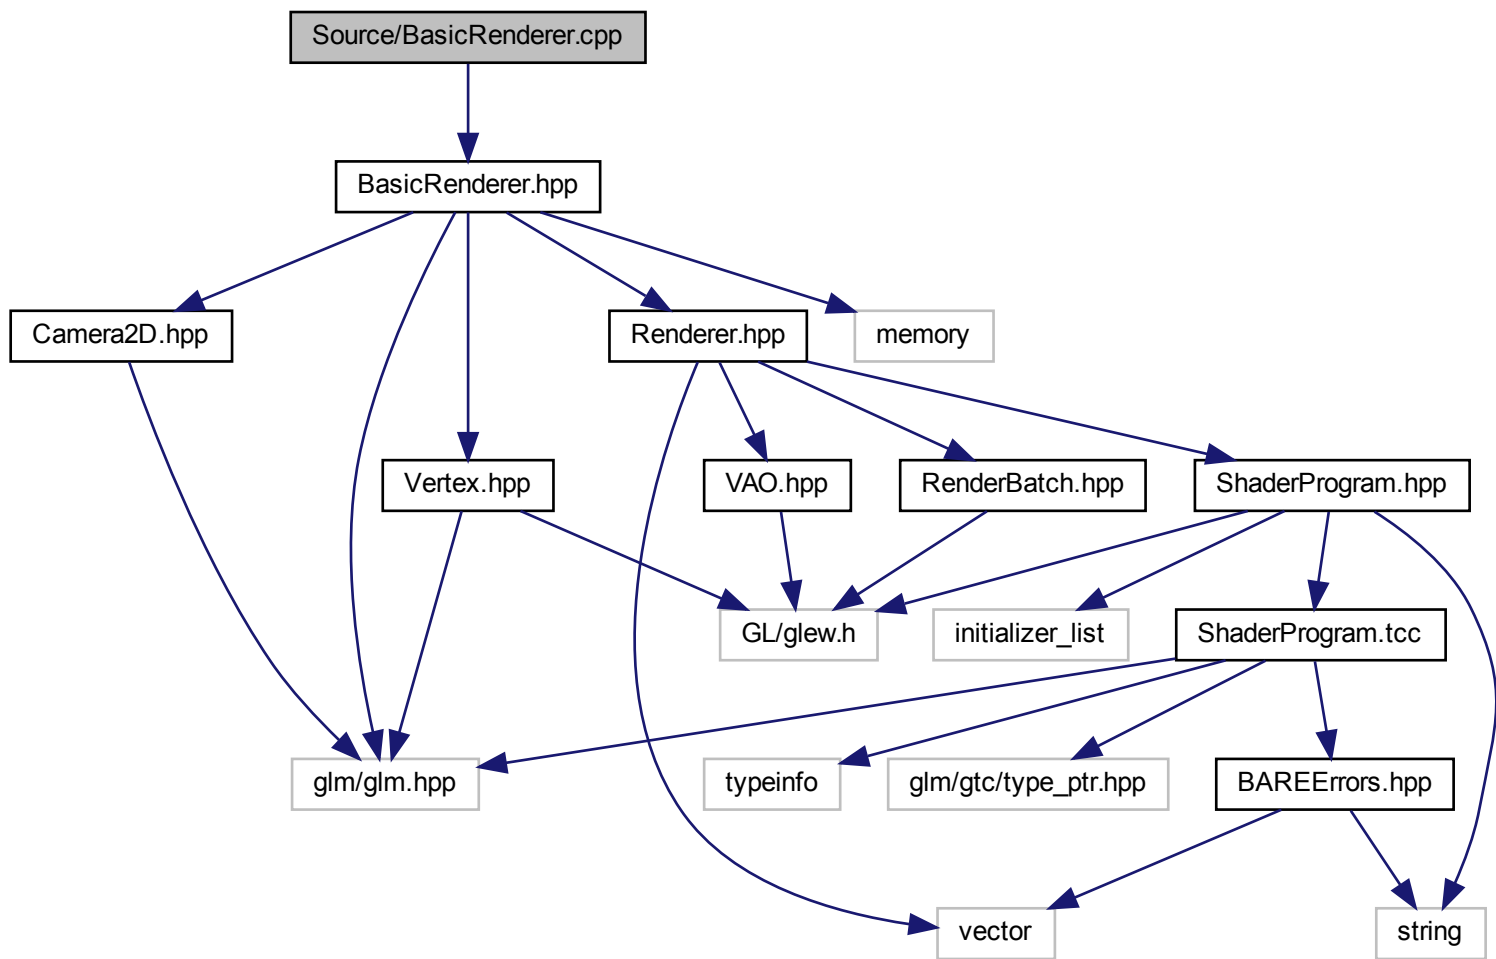 Source/BasicRenderer.cpp
BasicRenderer.hpp
Camera2D.hpp
Renderer.hpp
memory
Vertex.hpp
VAO.hpp
RenderBatch.hpp
ShaderProgram.hpp
GL/glew.h
initializer_list
ShaderProgram.tcc
glm/glm.hpp
typeinfo
glm/gtc/type_ptr.hpp
BAREErrors.hpp
vector
string